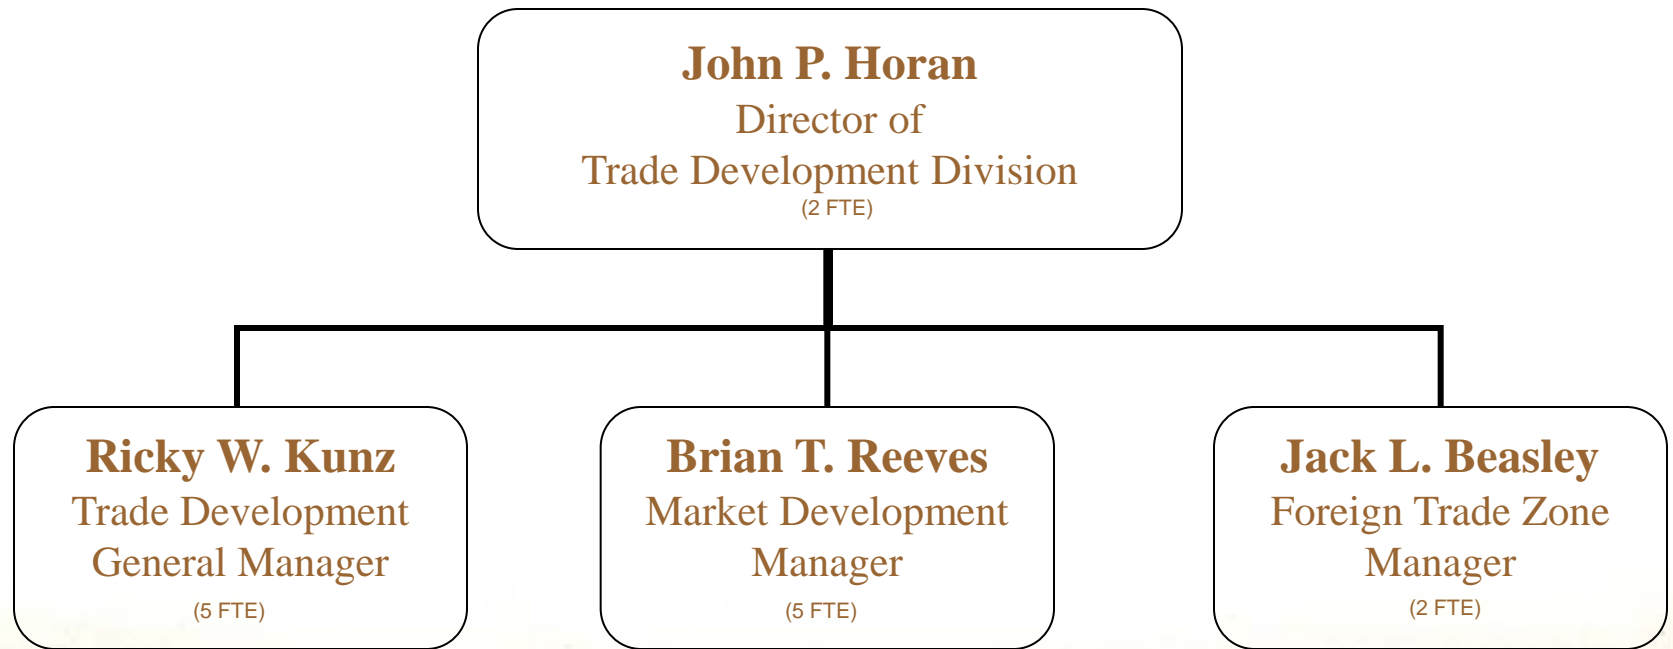 John P. Horan
Director of
Trade Development Division
(2 FTE)
Ricky W. Kunz
Trade Development
General Manager
(5 FTE)
Brian T. Reeves
Market Development
Manager
(5 FTE)
Jack L. Beasley
Foreign Trade Zone
Manager
(2 FTE)